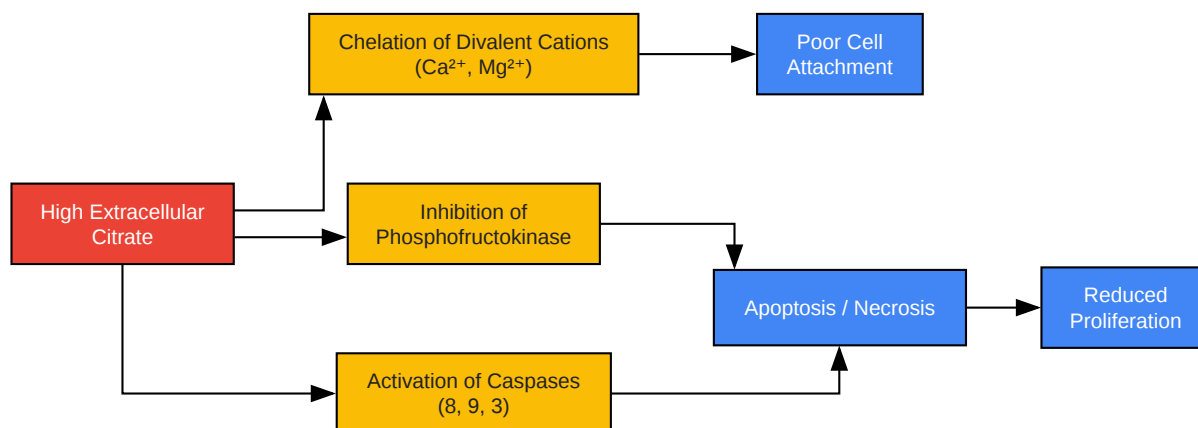 Chelation of Divalent Cations
(Ca²⁺, Mg²⁺)
Poor Cell
Attachment
High Extracellular
Citrate
Inhibition of
Phosphofructokinase
Apoptosis / Necrosis
Reduced
Proliferation
Activation of Caspases
(8, 9, 3)